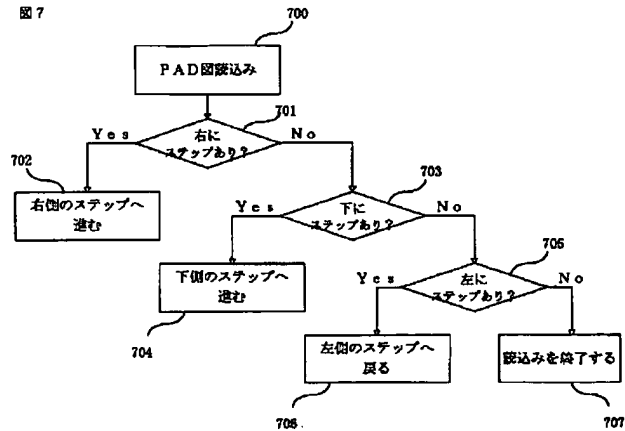 図7
700
PAD図読込み
701
Yes
右に
ステップあり?
No
702
右側のステップへ
進む
703
Yes
下に
ステップあり?
No
704
下側のステップへ
進む
705
Yes
左に
ステップあり?
No
左側のステップへ
戻る
706
読込みを終了する
707